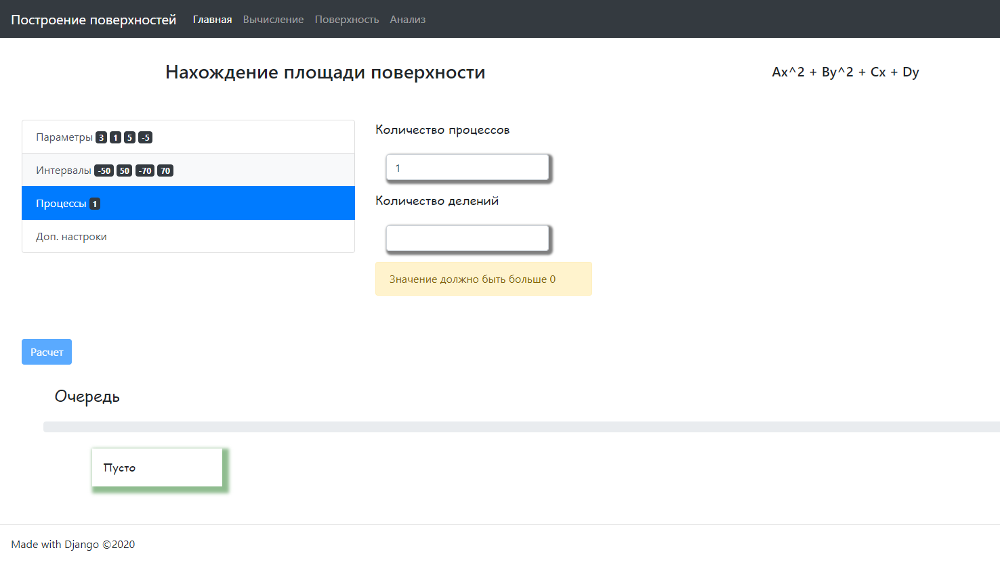 Построение поверхностей Главная Вычисление Поверхность Анализ
Нахождение площади поверхности
Ax^2 + By^2 + Cx + Dy
Параметры 3 1 5 -5
Интервалы -50 50 -70 70
Процессы 1
Доп. настроки
Количество процессов
1
Количество делений
Значение должно быть больше 0
Расчет
Очередь
Пусто
Made with Django ©2020